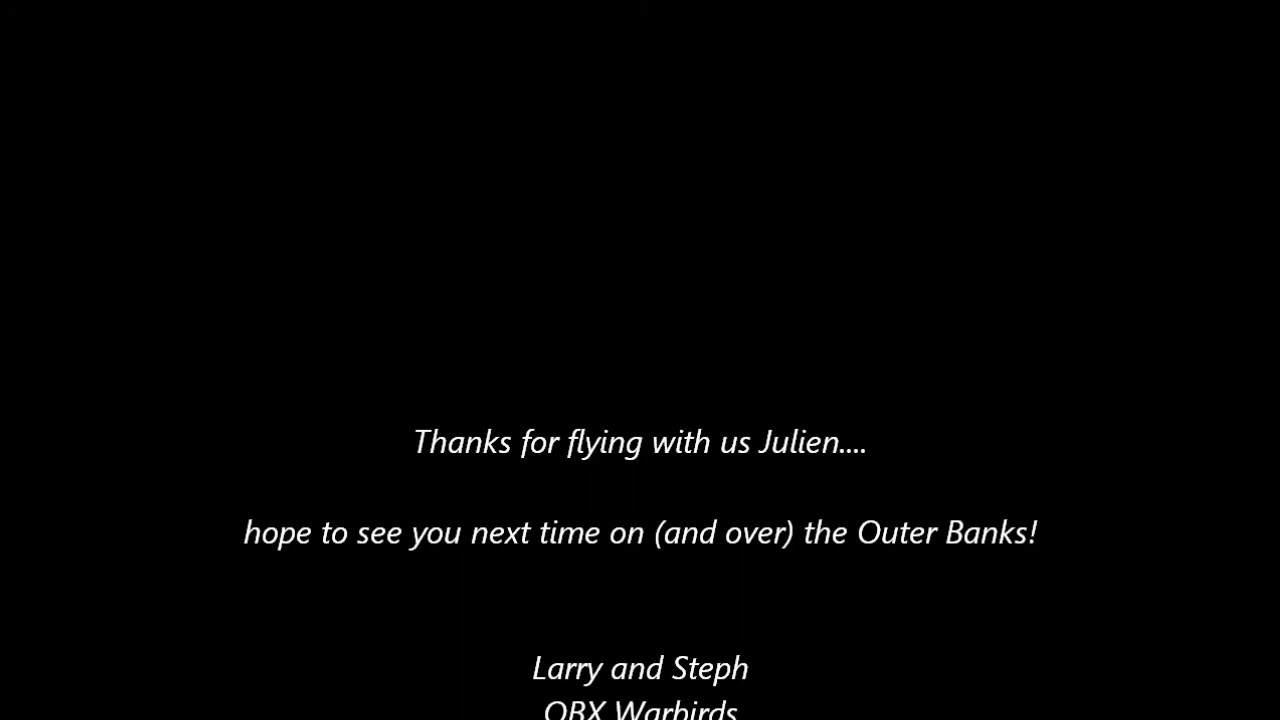 Thanks for flying with us Julien....
hope to see you next time on (and over) the Outer Banks!
Larry and Steph
OBX Warbirds